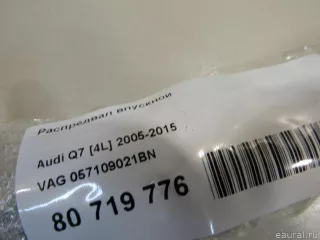 Распредвал впускной
Audi Q7 [4L] 2005-2015
VAG 057109021BN
80 719 776
eaural.ru